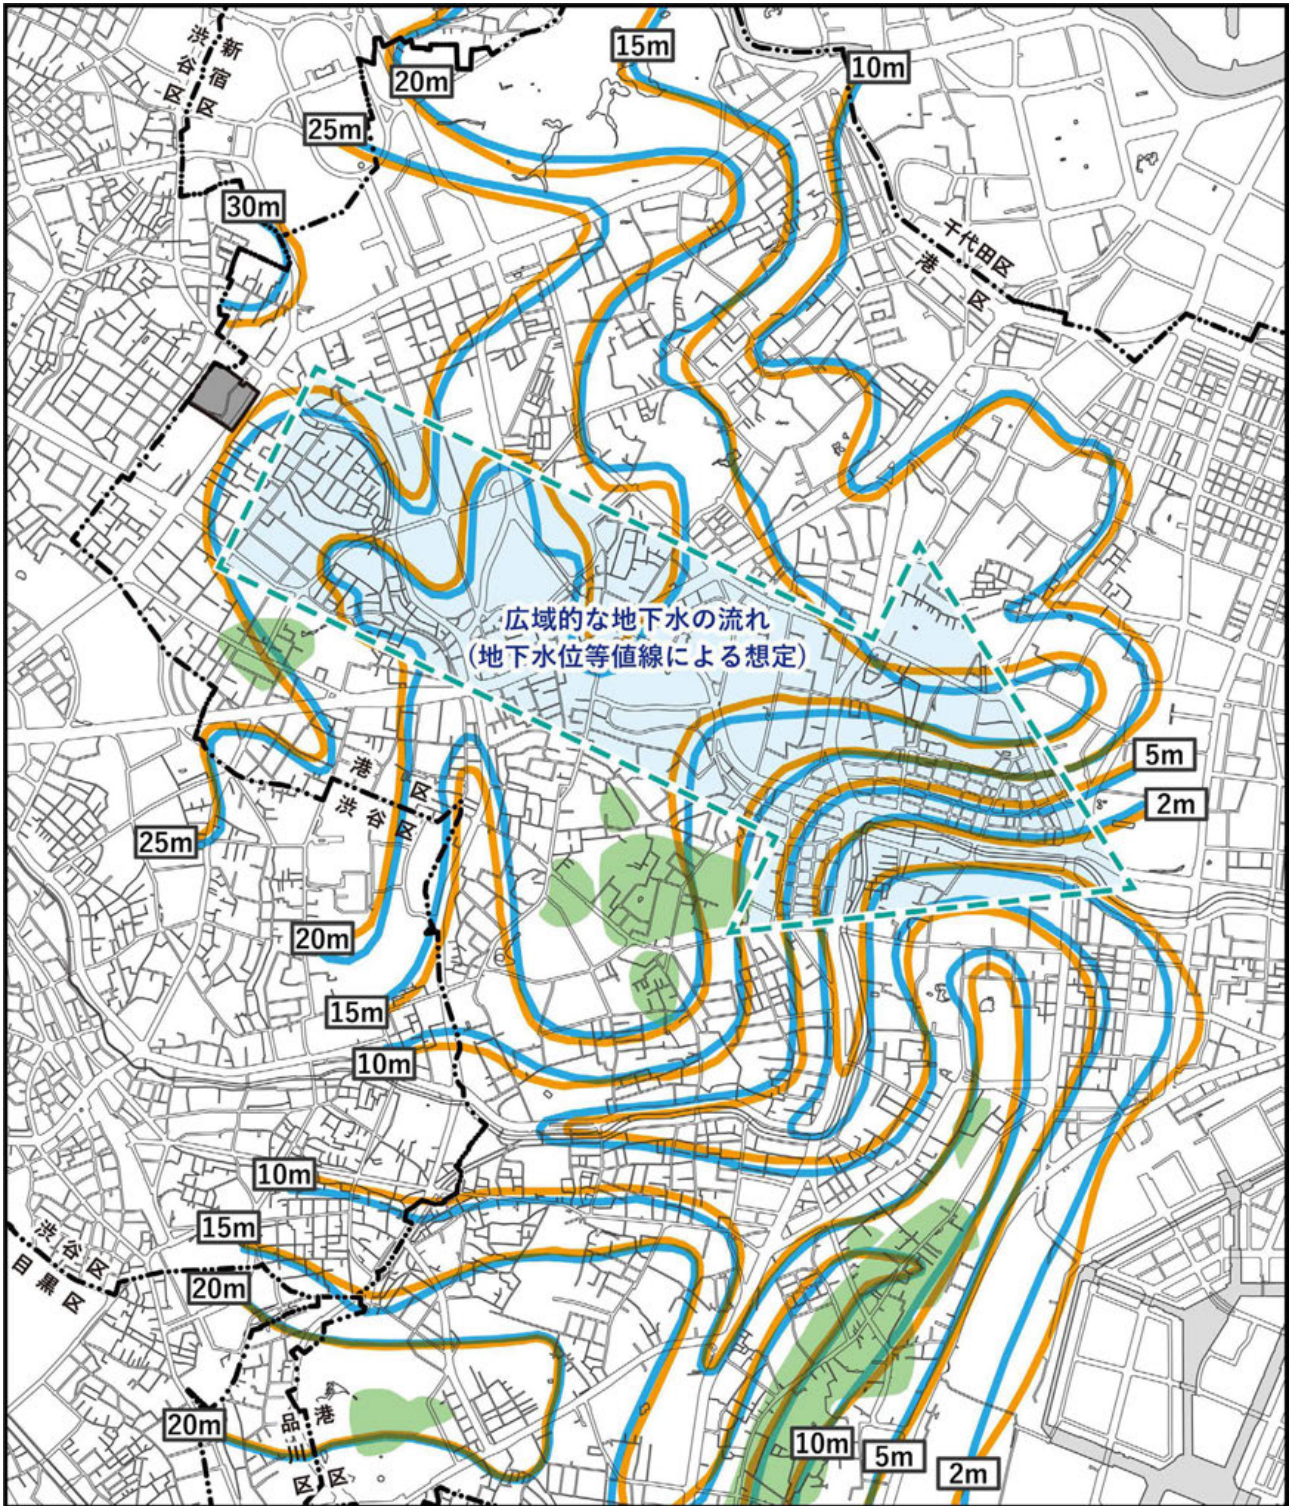 新宿区
渋谷区
15m
20m
10m
25m
30m
千代田区
港区
広域的な地下水の流れ
(地下水位等値線による想定)
港区
渋谷区
5m
2m
25m
20m
15m
10m
10m
15m
渋谷区
目黒区
20m
20m
港区
品川区
10m
5m
2m